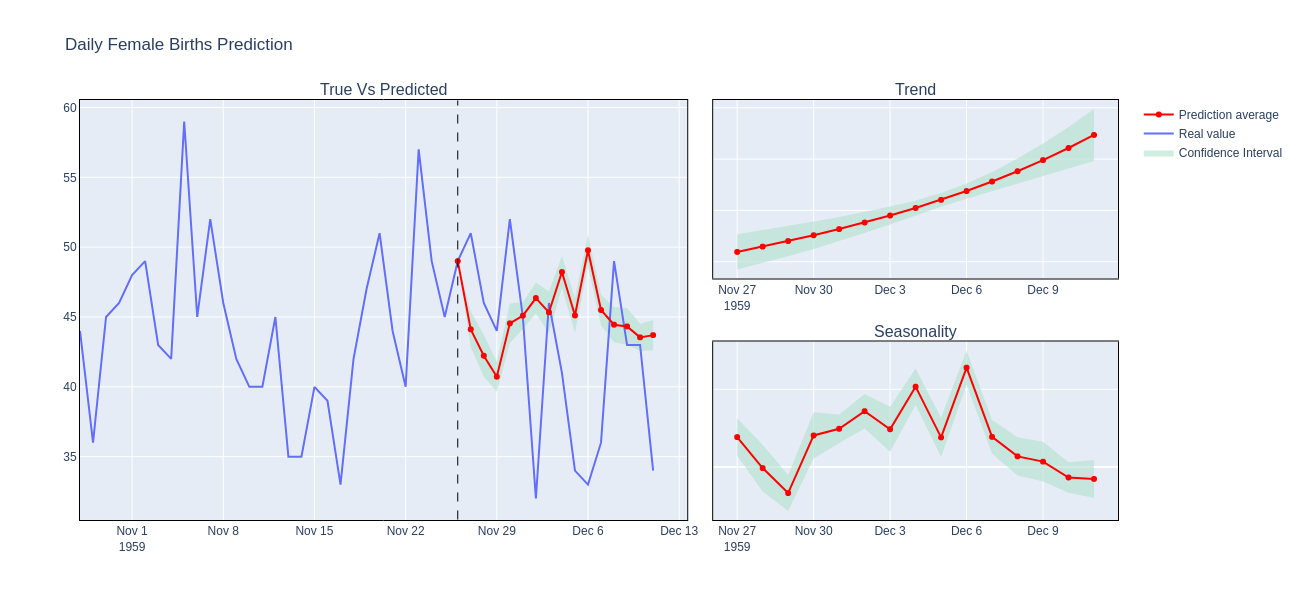 Daily Female Births Prediction
True Vs Predicted
60
55
50
45
40
35
Nov 1
1959
Nov 8
Nov 15
Nov 22
Nov 29
Dec 6
Dec 13
Trend
Nov 27
1959
Nov 30
Dec 3
Dec 6
Dec 9
Seasonality
Nov 27
1959
Nov 30
Dec 3
Dec 6
Dec 9
Prediction average
Real value
Confidence Interval